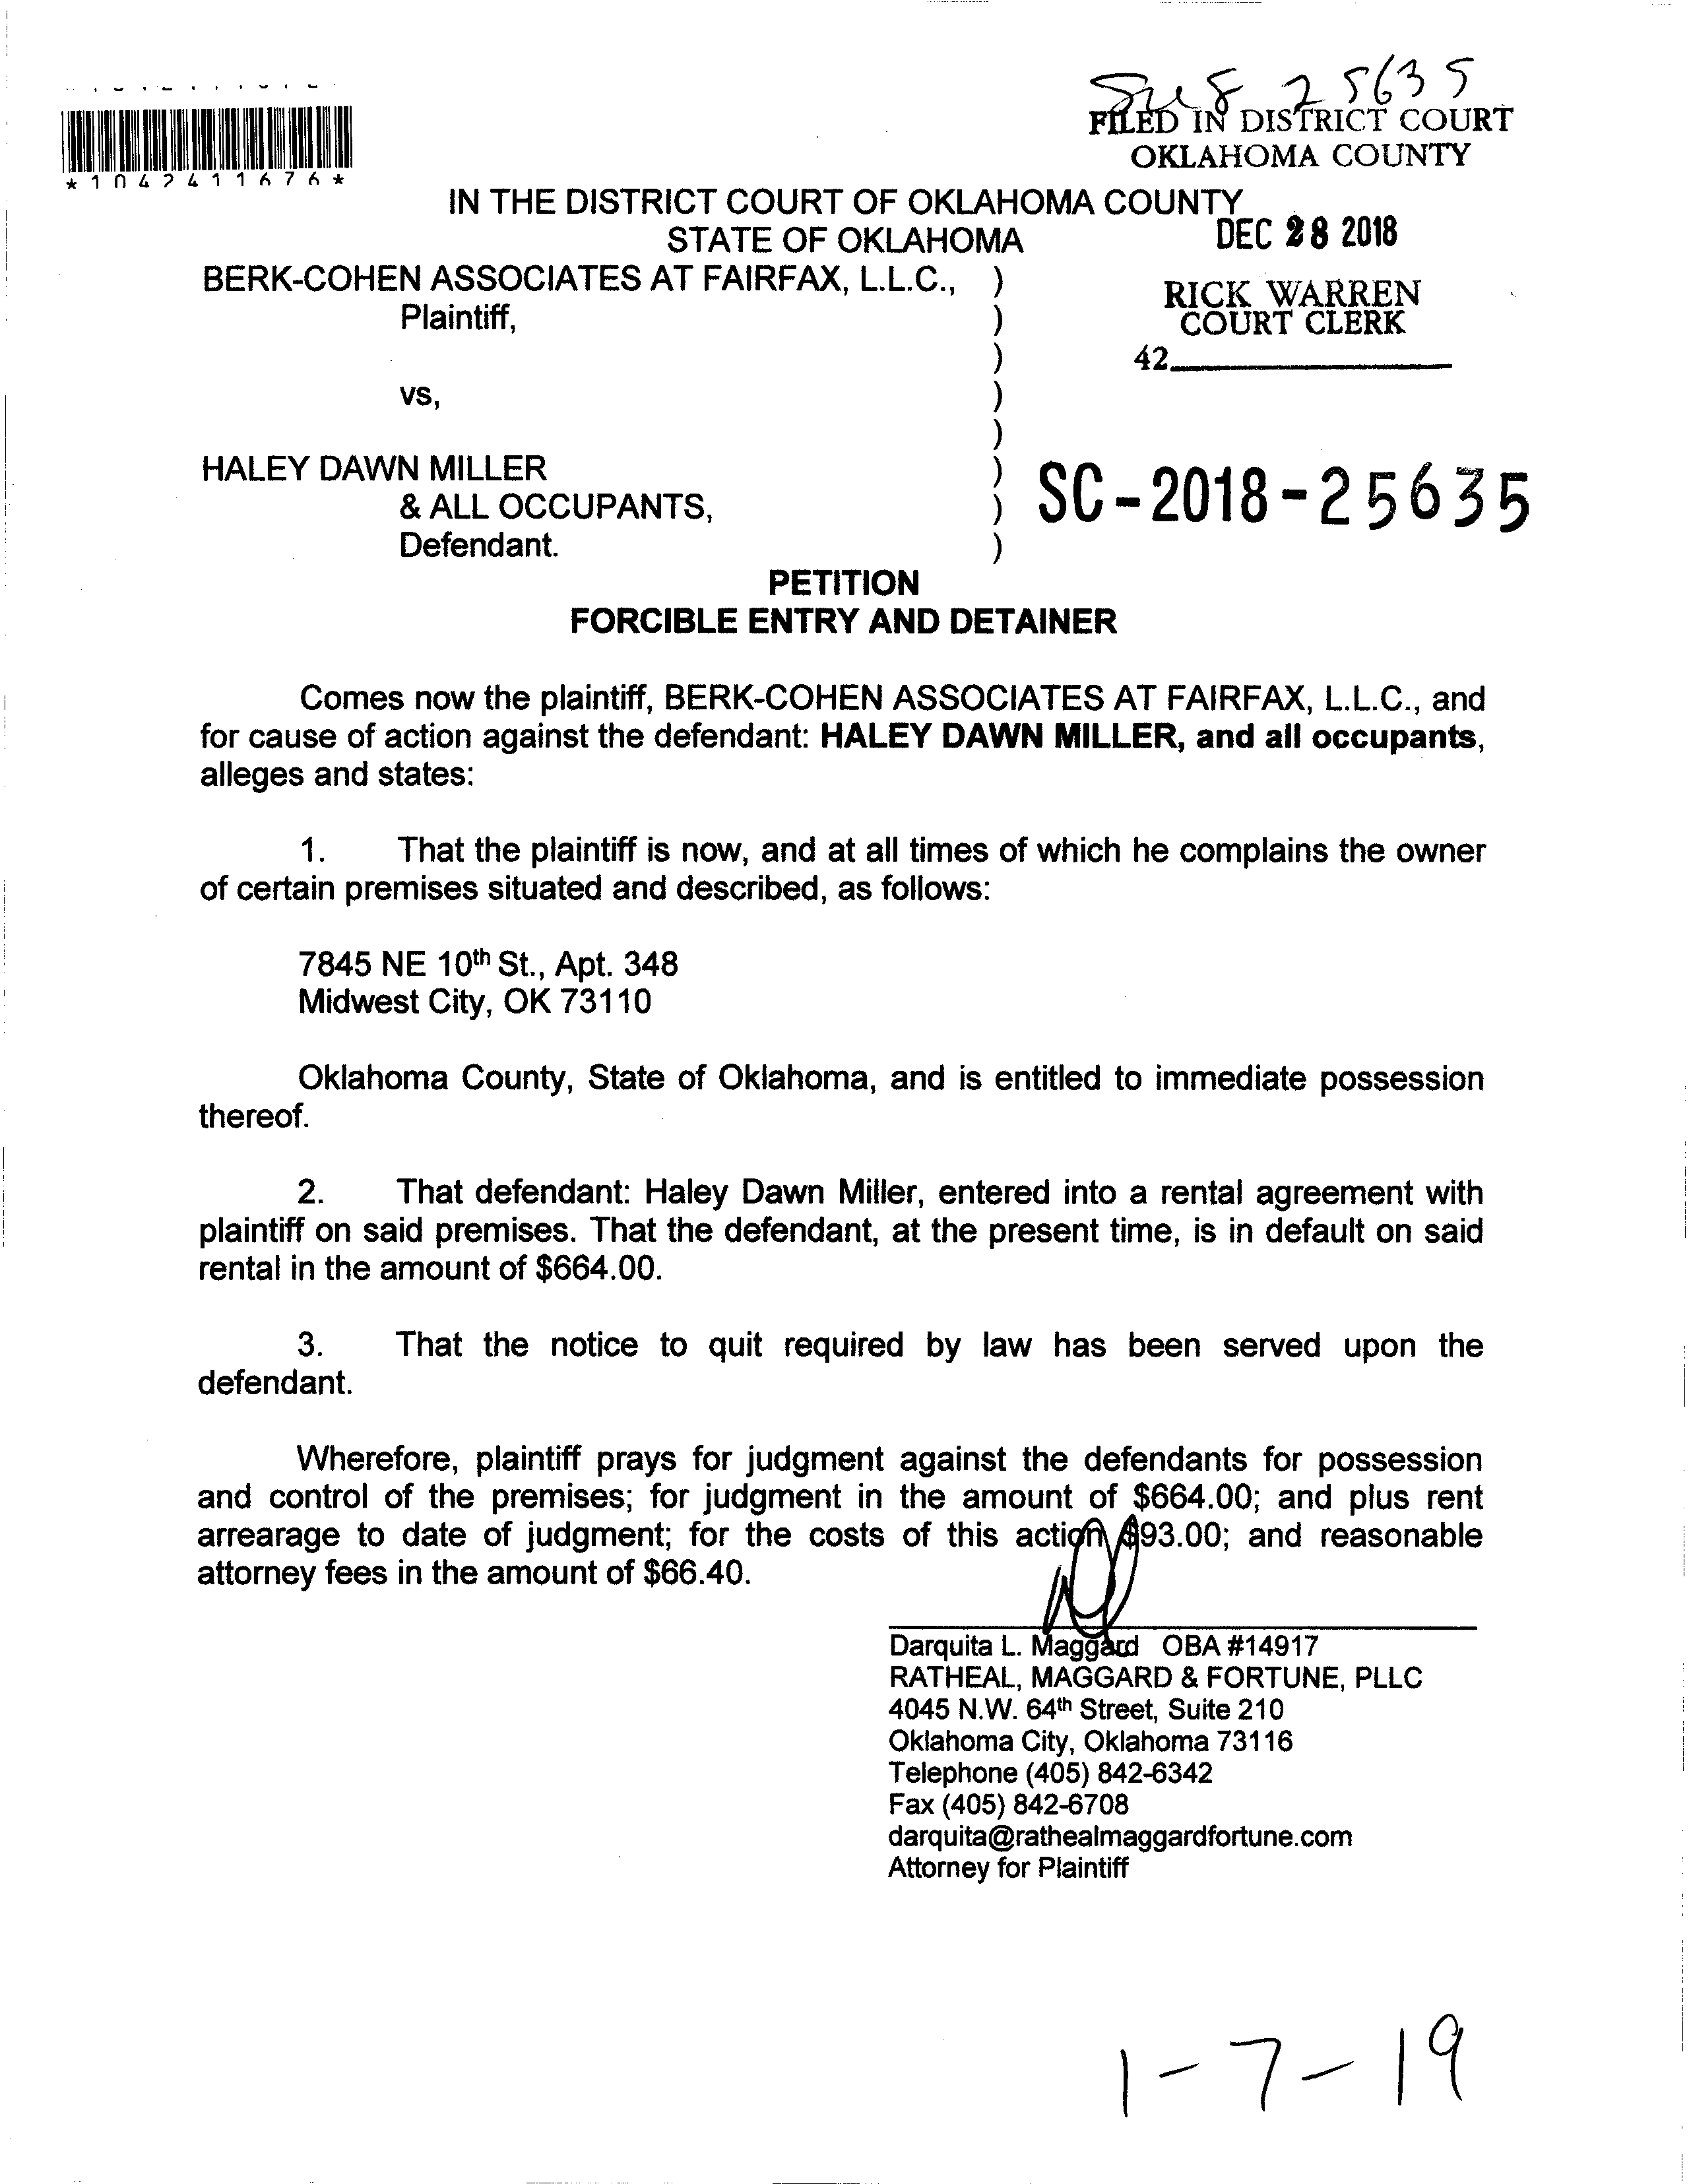 25635
FILED IN DISTRICT COURT
OKLAHOMA COUNTY
*1042411676*
IN THE DISTRICT COURT OF OKLAHOMA COUNTY
STATE OF OKLAHOMA
DEC 28 2018
BERK-COHEN ASSOCIATES AT FAIRFAX, L.L.C., )
Plaintiff, )
RICK WARREN
COURT CLERK
)
42
vs, )
)
HALEY DAWN MILLER )
& ALL OCCUPANTS, )
SC-2018-25635
Defendant. )
PETITION
FORCIBLE ENTRY AND DETAINER
Comes now the plaintiff, BERK-COHEN ASSOCIATES AT FAIRFAX, L.L.C., and
for cause of action against the defendant: HALEY DAWN MILLER, and all occupants,
alleges and states:
1. That the plaintiff is now, and at all times of which he complains the owner
of certain premises situated and described, as follows:
7845 NE 10th St., Apt. 348
Midwest City, OK 73110
Oklahoma County, State of Oklahoma, and is entitled to immediate possession
thereof.
2. That defendant: Haley Dawn Miller, entered into a rental agreement with
plaintiff on said premises. That the defendant, at the present time, is in default on said
rental in the amount of $664.00.
3. That the notice to quit required by law has been served upon the
defendant.
Wherefore, plaintiff prays for judgment against the defendants for possession
and control of the premises; for judgment in the amount of $664.00; and plus rent
arrearage to date of judgment; for the costs of this action $93.00; and reasonable
attorney fees in the amount of $66.40.
Darquita L. Maggard OBA #14917
RATHEAL, MAGGARD & FORTUNE, PLLC
4045 N.W. 64th Street, Suite 210
Oklahoma City, Oklahoma 73116
Telephone (405) 842-6342
Fax (405) 842-6708
darquita@rathealmaggardfortune.com
Attorney for Plaintiff
1-7-19